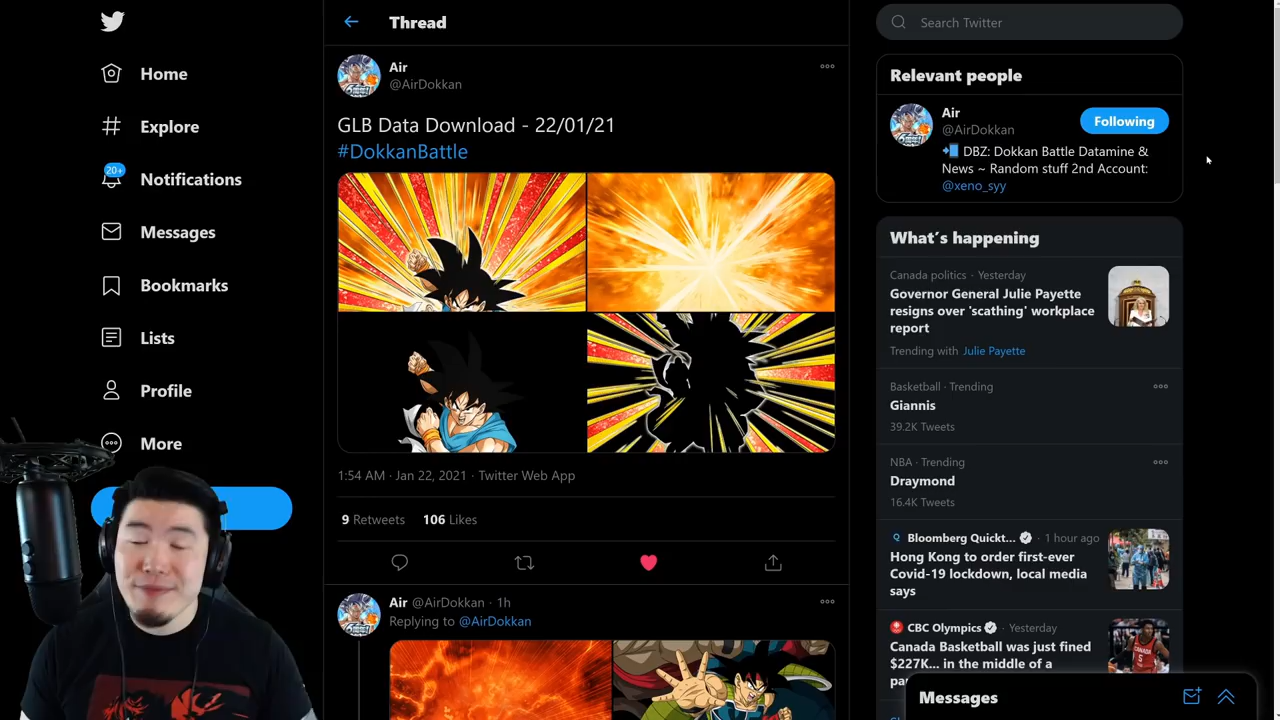 Home
Explore
20+
Notifications
Messages
Bookmarks
Lists
Profile
More
Thread
Air
@AirDokkan
GLB Data Download - 22/01/21
#DokkanBattle
1:54 AM · Jan 22, 2021 · Twitter Web App
9 Retweets 106 Likes
Air @AirDokkan · 1h
Replying to @AirDokkan
Search Twitter
Relevant people
Air
@AirDokkan
Following
DBZ: Dokkan Battle Datamine &
News ~ Random stuff 2nd Account:
@xeno_syy
What's happening
Canada politics · Yesterday
Governor General Julie Payette
resigns over 'scathing' workplace
report
Trending with Julie Payette
Basketball · Trending
Giannis
39.2K Tweets
NBA · Trending
Draymond
16.4K Tweets
Bloomberg Quickt... · 1 hour ago
Hong Kong to order first-ever
Covid-19 lockdown, local media
says
CBC Olympics · Yesterday
Canada Basketball was just fined
$227K... in the middle of a
Messages